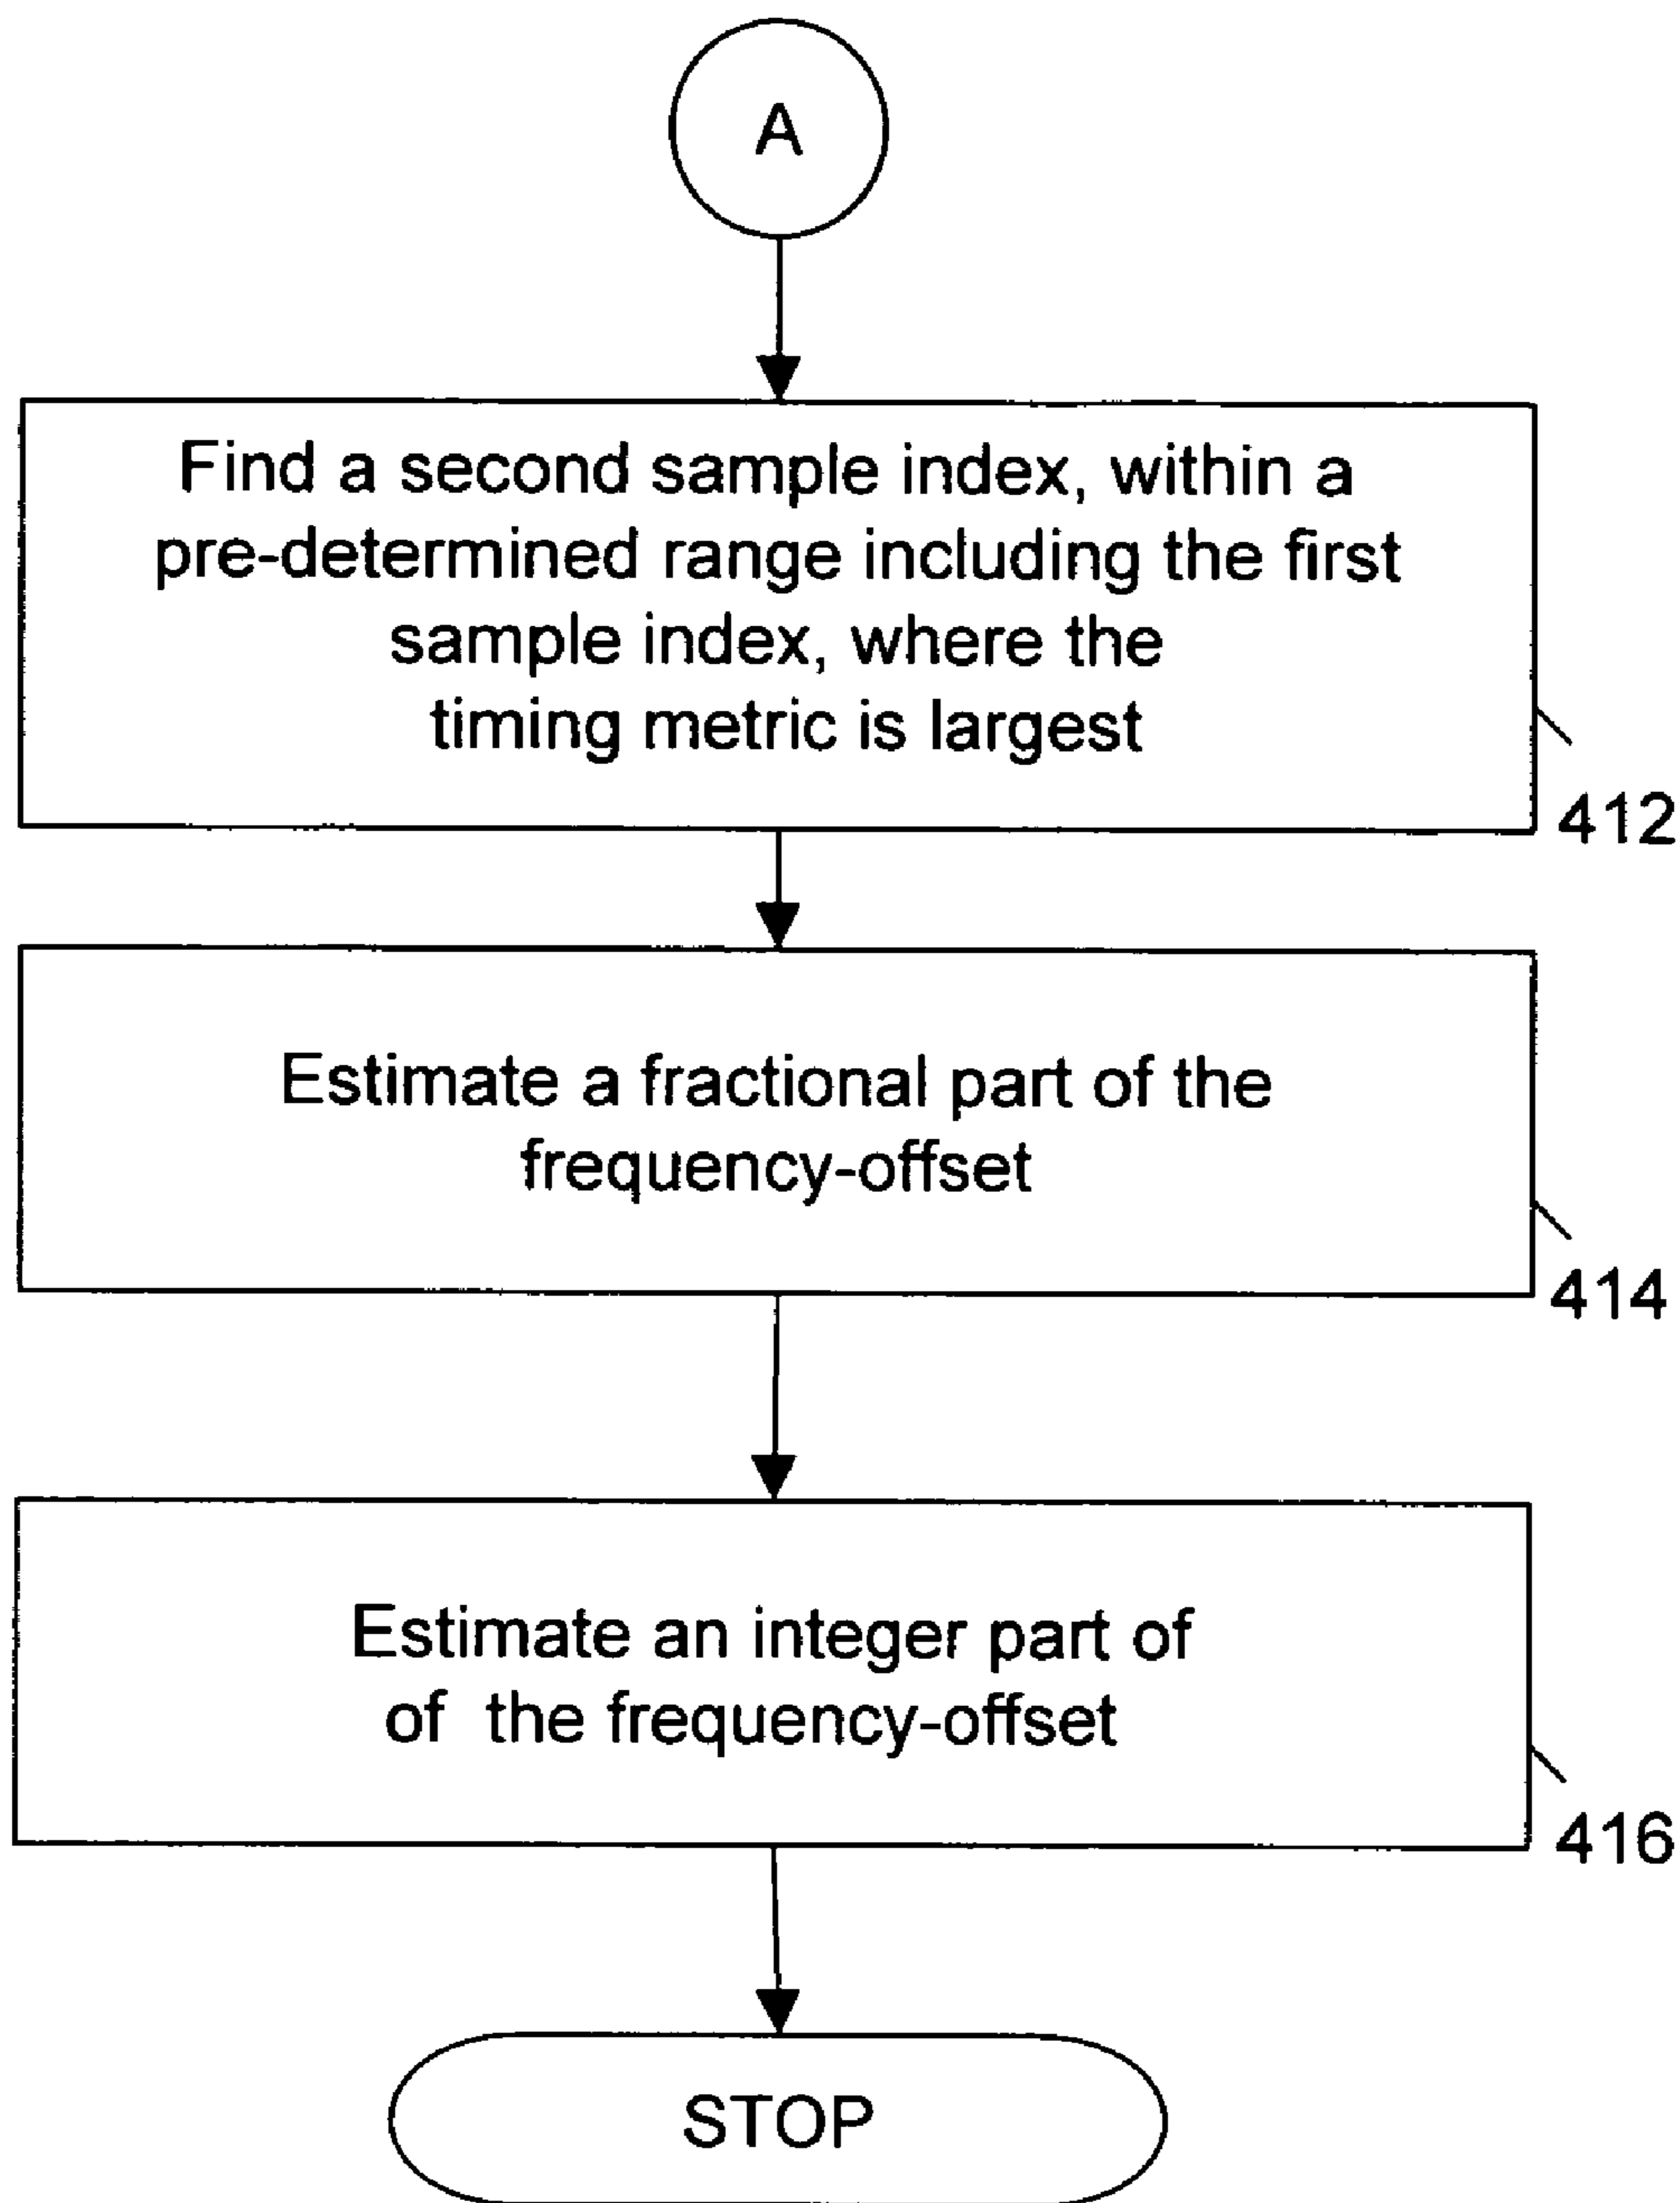 A
Find a second sample index, within a
pre-determined range including the first
sample index, where the
timing metric is largest
412
Estimate a fractional part of the
frequency-offset
414
Estimate an integer part of
of the frequency-offset
416
STOP